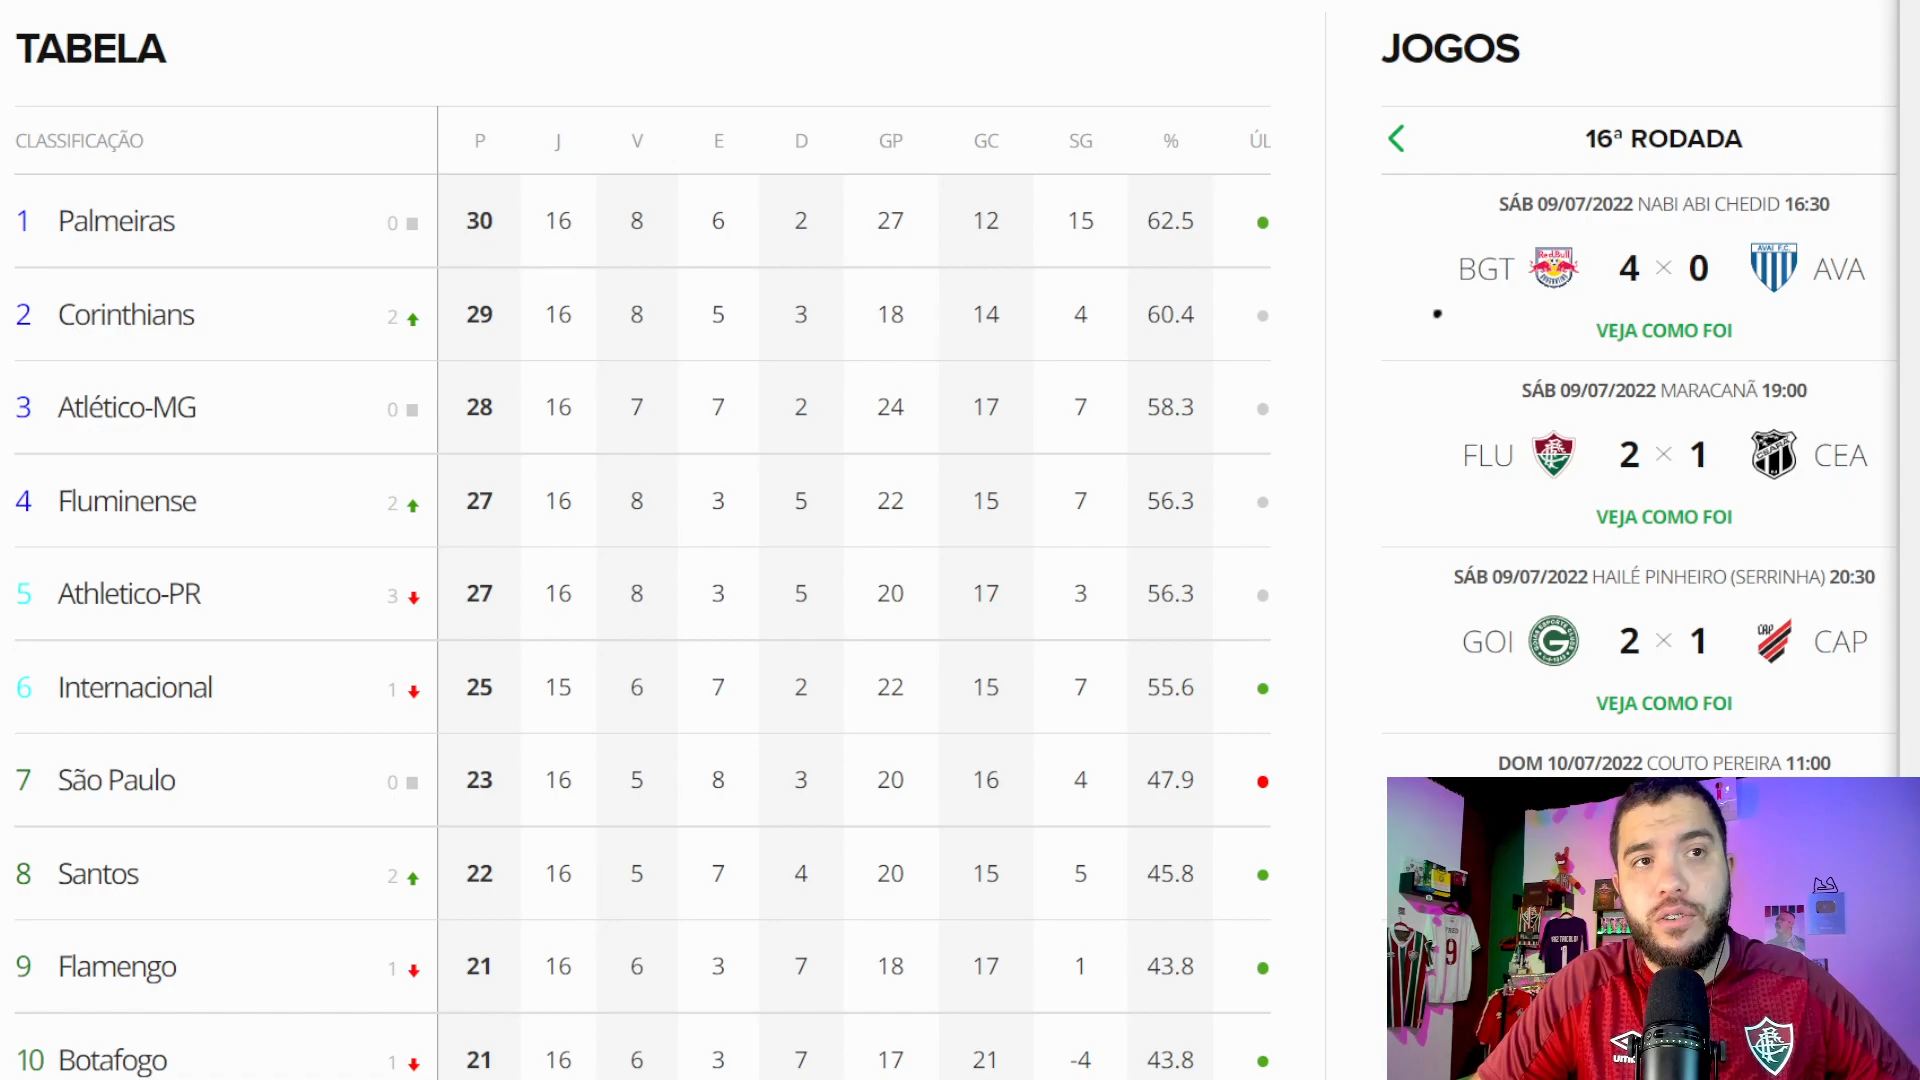 TABELA
CLASSIFICAÇÃO P J V E D GP GC SG % ÚL
1 Palmeiras 0 30 16 8 6 2 27 12 15 62.5
2 Corinthians 2 29 16 8 5 3 18 14 4 60.4
3 Atlético-MG 0 28 16 7 7 2 24 17 7 58.3
4 Fluminense 2 27 16 8 3 5 22 15 7 56.3
5 Athletico-PR 3 27 16 8 3 5 20 17 3 56.3
6 Internacional 1 25 15 6 7 2 22 15 7 55.6
7 São Paulo 0 23 16 5 8 3 20 16 4 47.9
8 Santos 2 22 16 5 7 4 20 15 5 45.8
9 Flamengo 1 21 16 6 3 7 18 17 1 43.8
10 Botafogo 1 21 16 6 3 7 17 21 -4 43.8
JOGOS
16ª RODADA
SÁB 09/07/2022 NABI ABI CHEDID 16:30
BGT RedBull 4 × 0 AVAI F.C. AVA
VEJA COMO FOI
SÁB 09/07/2022 MARACANÃ 19:00
FLU 2 × 1 CEARÁ CEA
VEJA COMO FOI
SÁB 09/07/2022 HAILÉ PINHEIRO (SERRINHA) 20:30
GOI G 2 × 1 CAP CAP
VEJA COMO FOI
DOM 10/07/2022 COUTO PEREIRA 11:00
FRED
9
1